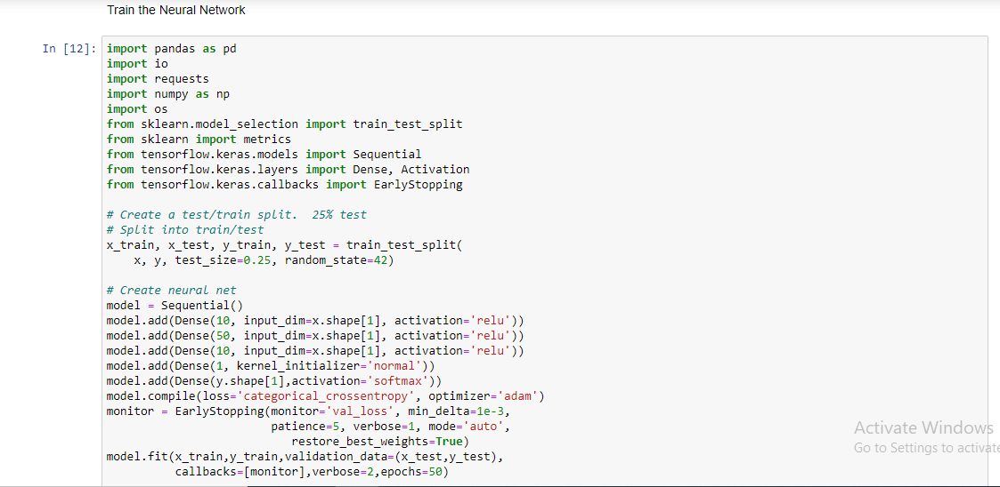 Train the Neural Network
In [12]: import pandas as pd
import io
import requests
import numpy as np
import os
from sklearn.model_selection import train_test_split
from sklearn import metrics
from tensorflow.keras.models import Sequential
from tensorflow.keras.layers import Dense, Activation
from tensorflow.keras.callbacks import EarlyStopping
# Create a test/train split.  25% test
# Split into train/test
x_train, x_test, y_train, y_test = train_test_split(
    x, y, test_size=0.25, random_state=42)
# Create neural net
model = Sequential()
model.add(Dense(10, input_dim=x.shape[1], activation='relu'))
model.add(Dense(50, input_dim=x.shape[1], activation='relu'))
model.add(Dense(10, input_dim=x.shape[1], activation='relu'))
model.add(Dense(1, kernel_initializer='normal'))
model.add(Dense(y.shape[1],activation='softmax'))
model.compile(loss='categorical_crossentropy', optimizer='adam')
monitor = EarlyStopping(monitor='val_loss', min_delta=1e-3,
                        patience=5, verbose=1, mode='auto',
                           restore_best_weights=True)
model.fit(x_train,y_train,validation_data=(x_test,y_test),
          callbacks=[monitor],verbose=2,epochs=50)
Activate Windows
Go to Settings to activate